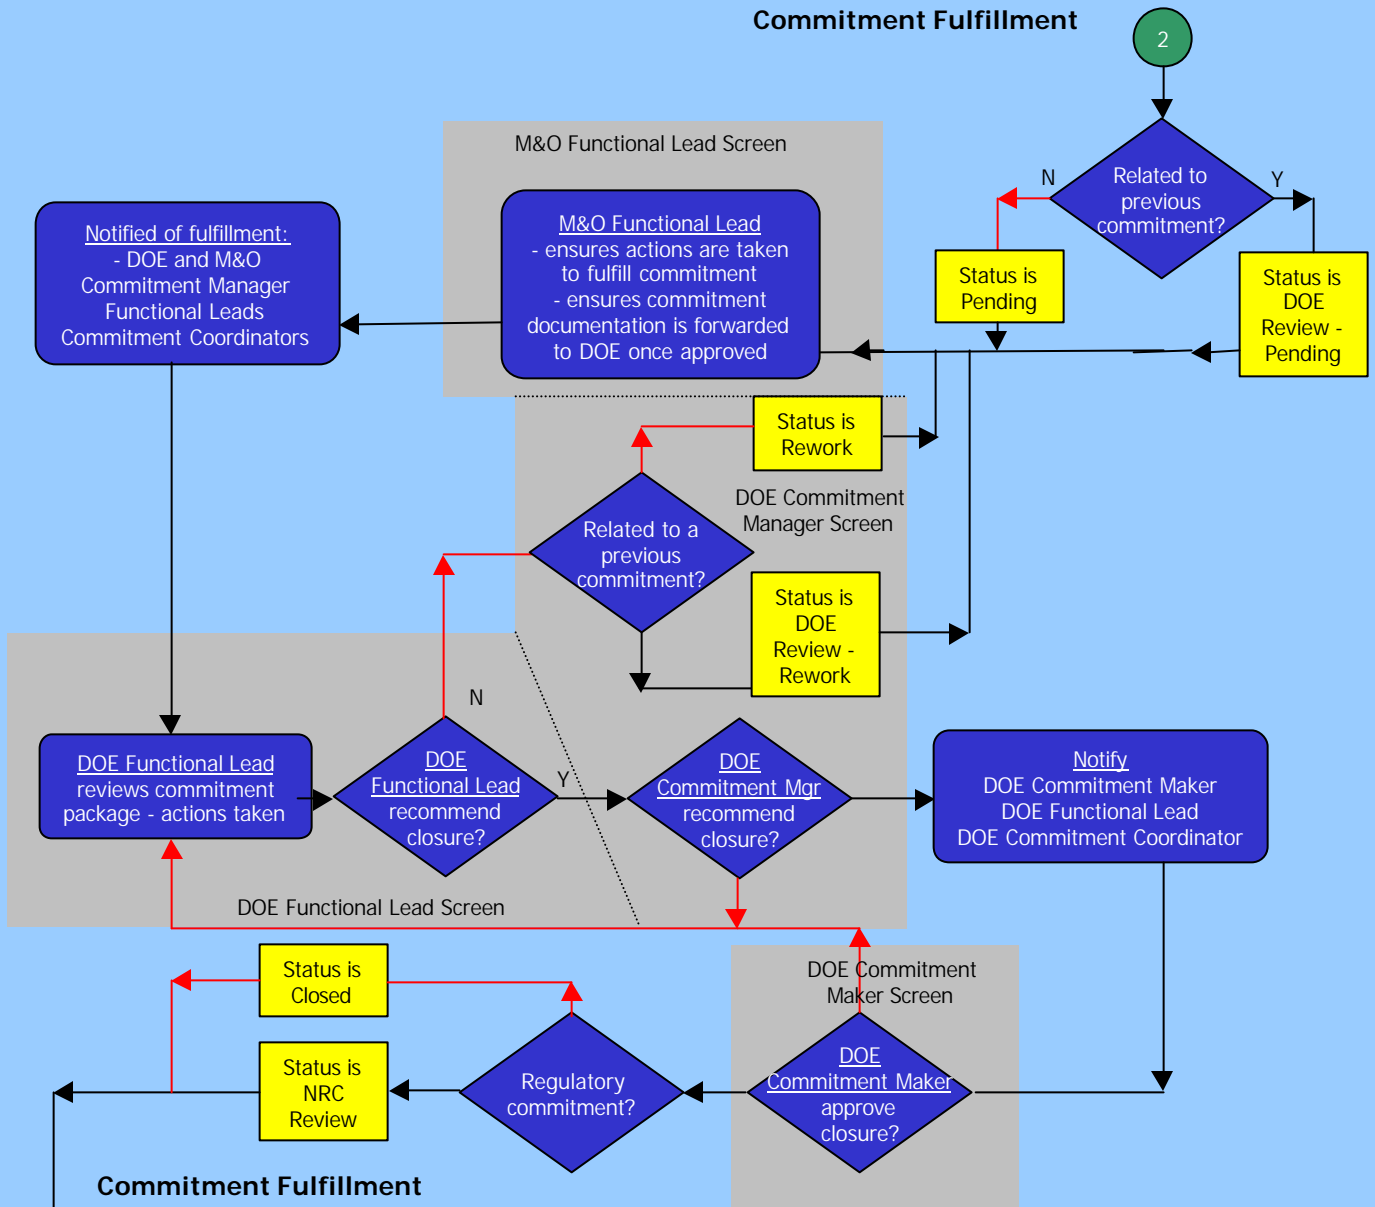 Commitment Fulfillment
2
Related to
previous
commitment?
N
Y
Status is
Pending
Status is
DOE
Review -
Pending
M&O Functional Lead Screen
M&O Functional Lead
- ensures actions are taken
to fulfill commitment
- ensures commitment
documentation is forwarded
to DOE once approved
Notified of fulfillment:
- DOE and M&O
Commitment Manager
Functional Leads
Commitment Coordinators
Status is
Rework
DOE Commitment
Manager Screen
Related to a
previous
commitment?
Status is
DOE
Review -
Rework
N
DOE Functional Lead
reviews commitment
package - actions taken
DOE
Functional Lead
recommend
closure?
Y
DOE
Commitment Mgr
recommend
closure?
Notify
DOE Commitment Maker
DOE Functional Lead
DOE Commitment Coordinator
DOE Functional Lead Screen
DOE Commitment
Maker Screen
Status is
Closed
Status is
NRC
Review
Regulatory
commitment?
DOE
Commitment Maker
approve
closure?
Commitment Fulfillment